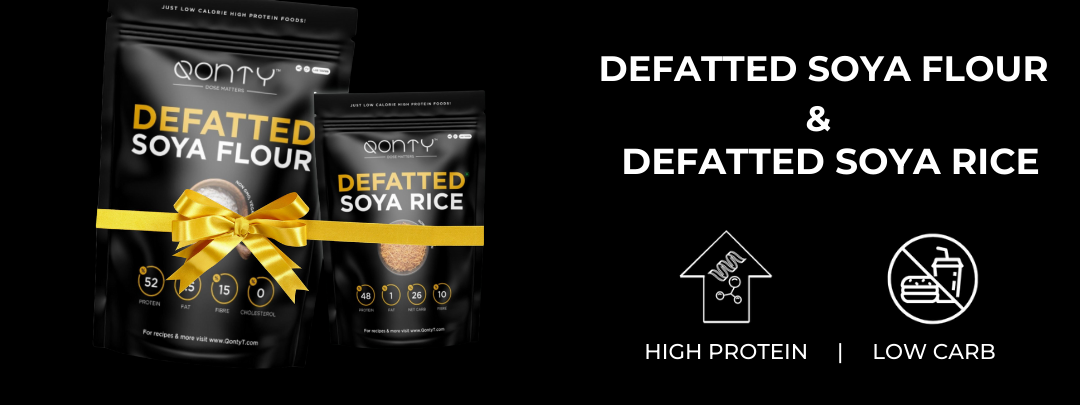 JUST LOW CALORIE HIGH PROTEIN FOODS!
QONTY™
DOSE MATTERS
DEFATTED
SOYA FLOUR
52
15
0
PROTEIN
FAT
FIBRE
CHOLESTEROL
For recipes & more visit www.QontyT.com
JUST LOW CALORIE HIGH PROTEIN FOODS!
QONTY
DOSE MATTERS
DEFATTED
SOYA RICE
48
1
26
10
PROTEIN
FAT
NET CARB
FIBRE
For recipes & more visit www.QontyT.com
DEFATTED SOYA FLOUR
&
DEFATTED SOYA RICE
HIGH PROTEIN | LOW CARB